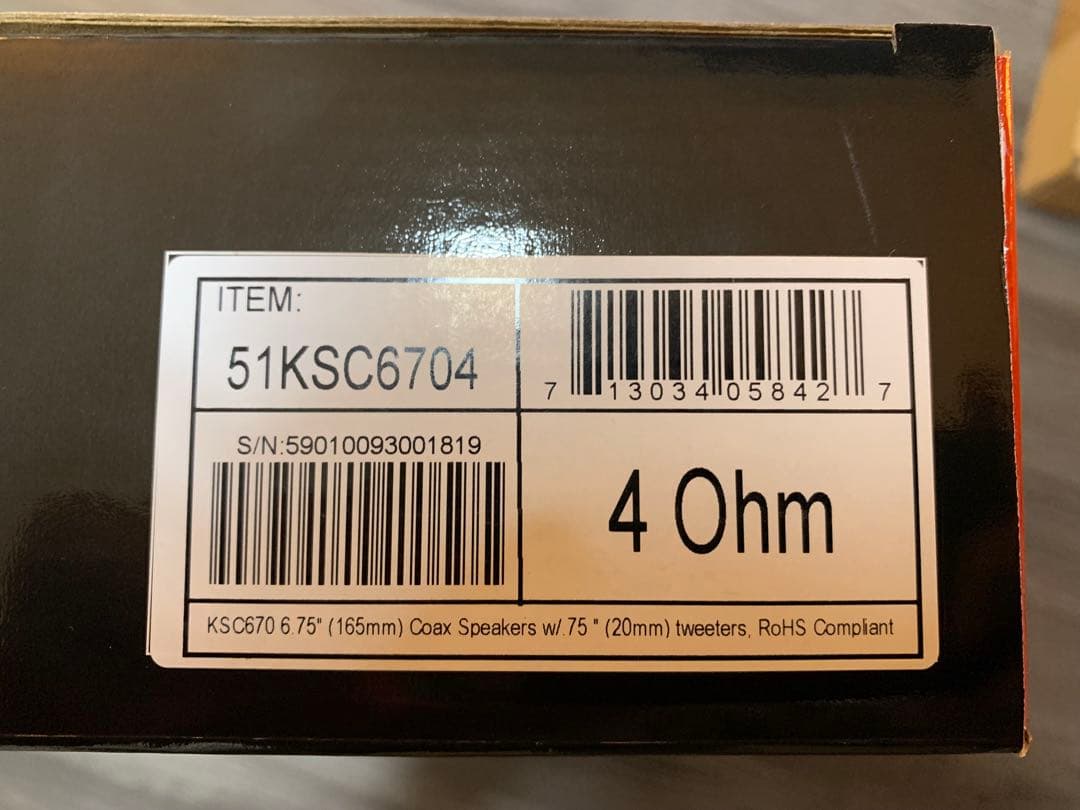 ITEM:
51KSC6704
7 13034 05842 7
S/N:59010093001819
4 Ohm
KSC670 6.75" (165mm) Coax Speakers w/.75 " (20mm) tweeters, RoHS Compliant